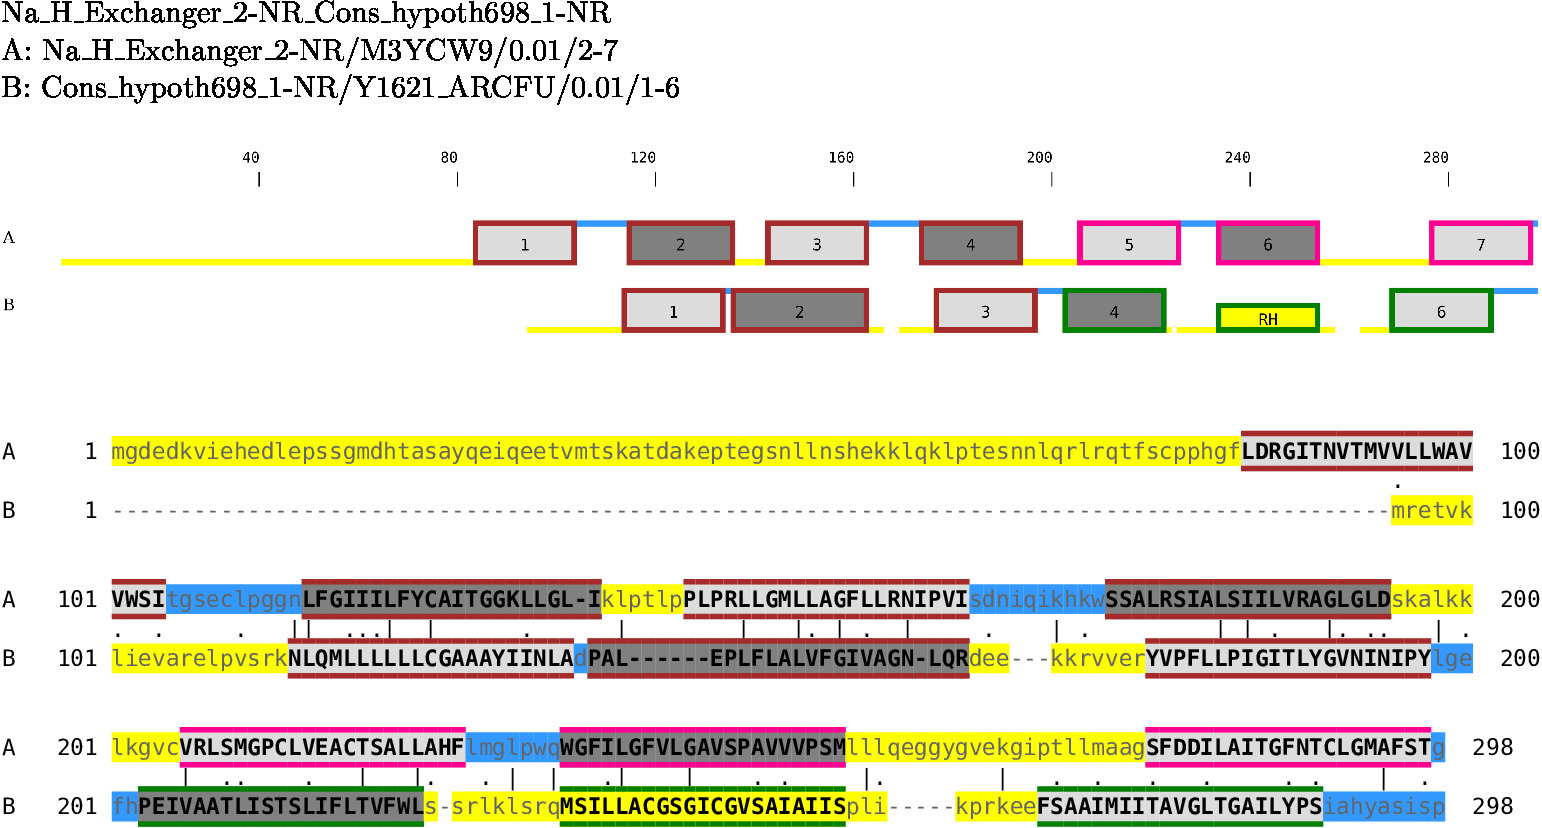 Na_H_Exchanger_2-NR_Cons_hypoth698_1-NR
A: Na_H_Exchanger_2-NR/M3YCW9/0.01/2-7
B: Cons_hypoth698_1-NR/Y1621_ARCFU/0.01/1-6
40 80 120 160 200 240 280
A 1 2 3 4 5 6 7
B 1 2 3 4 RH 6
A 1 mgdedkviehedlepssgmdhtasayqeiqeetvmtskatdakeptegsnllnshekklqklptesnnlqrlrqtfscpphgfLDRGITNVTMVVLLWAV 100
.
B 1 ----------------------------------------------------------------------------------------------mretvk 100
A 101 VWSItgseclpggnLFGIIILFYCAITGGKLLGL-IklptlpPLPRLLGMLLAGFLLRNIPVIsdniqikhkwSSALRSIALSIILVRAGLGLDskalkk 200
. . . || ...| | . | | |. | . | . | . | | . |. .. | .
B 101 lievarelpvsrkNLQMLLLLLLCGAAAYIINLAdPAL------EPLFLALVFGIVAGN-LQRdee---kkrvverYVPFLLPIGITLYGVNINIPYlge 200
A 201 lkgvcVRLSMGPCLVEACTSALLAHFlmglpwqWGFILGFVLGAVSPAVVVPSMlllqeggygvekgiptllmaagSFDDILAITGFNTCLGMAFSTg 298
| .. . | |. . | | .| | . . |. | . . . . . . | .
B 201 fhPEIVAATLISTSLIFLTVFWLs-srlklsrqMSILLACGSGICGVSAIAIISpli-----kprkeeFSAAIMIITAVGLTGAILYPSiahyasisp 298